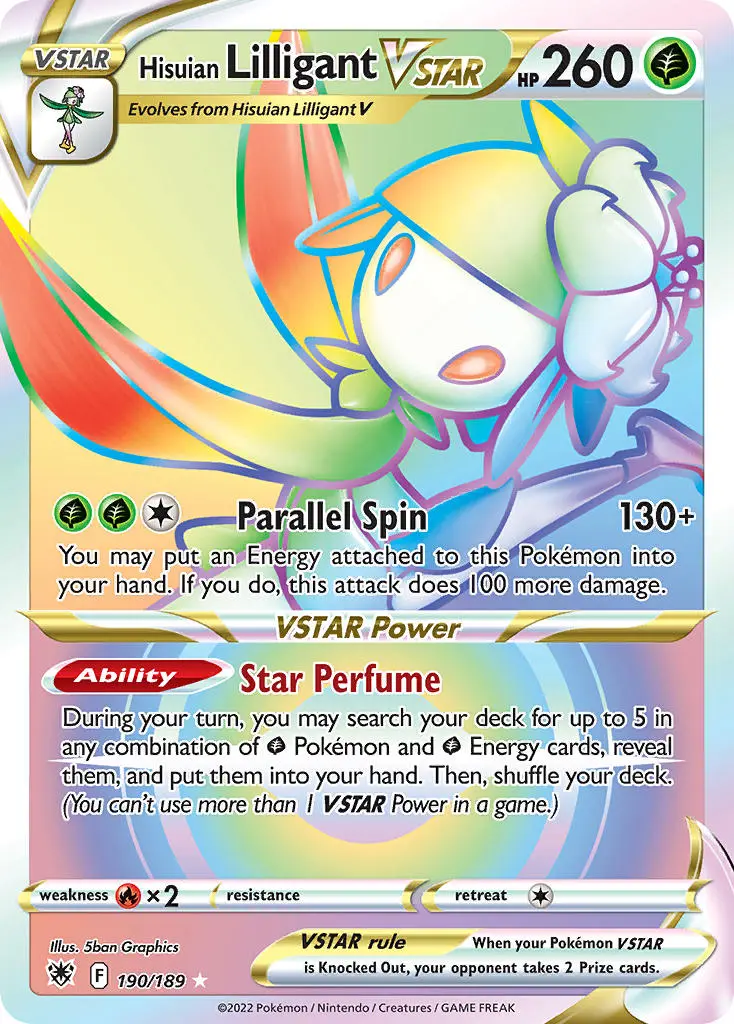 VSTAR
Hisuian Lilligant VSTAR HP 260
Evolves from Hisuian Lilligant V
Parallel Spin 130+
You may put an Energy attached to this Pokémon into
your hand. If you do, this attack does 100 more damage.
VSTAR Power
Ability Star Perfume
During your turn, you may search your deck for up to 5 in
any combination of Pokémon and Energy cards, reveal
them, and put them into your hand. Then, shuffle your deck.
(You can't use more than 1 VSTAR Power in a game.)
weakness ×2 resistance retreat
Illus. 5ban Graphics
VSTAR rule When your Pokémon VSTAR
is Knocked Out, your opponent takes 2 Prize cards.
F 190/189
©2022 Pokémon / Nintendo / Creatures / GAME FREAK